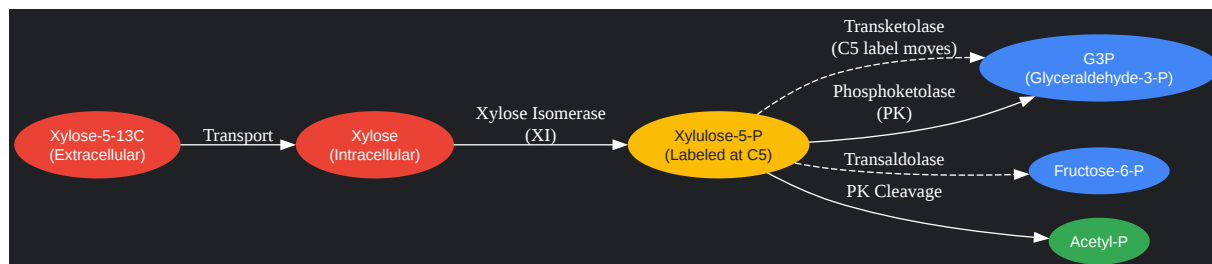 Xylose-5-13C
(Extracellular)
Transport
Xylose
(Intracellular)
Xylose Isomerase
(XI)
Xylulose-5-P
(Labeled at C5)
Transketolase
(C5 label moves)
Phosphoketolase
(PK)
Transaldolase
PK Cleavage
G3P
(Glyceraldehyde-3-P)
Fructose-6-P
Acetyl-P